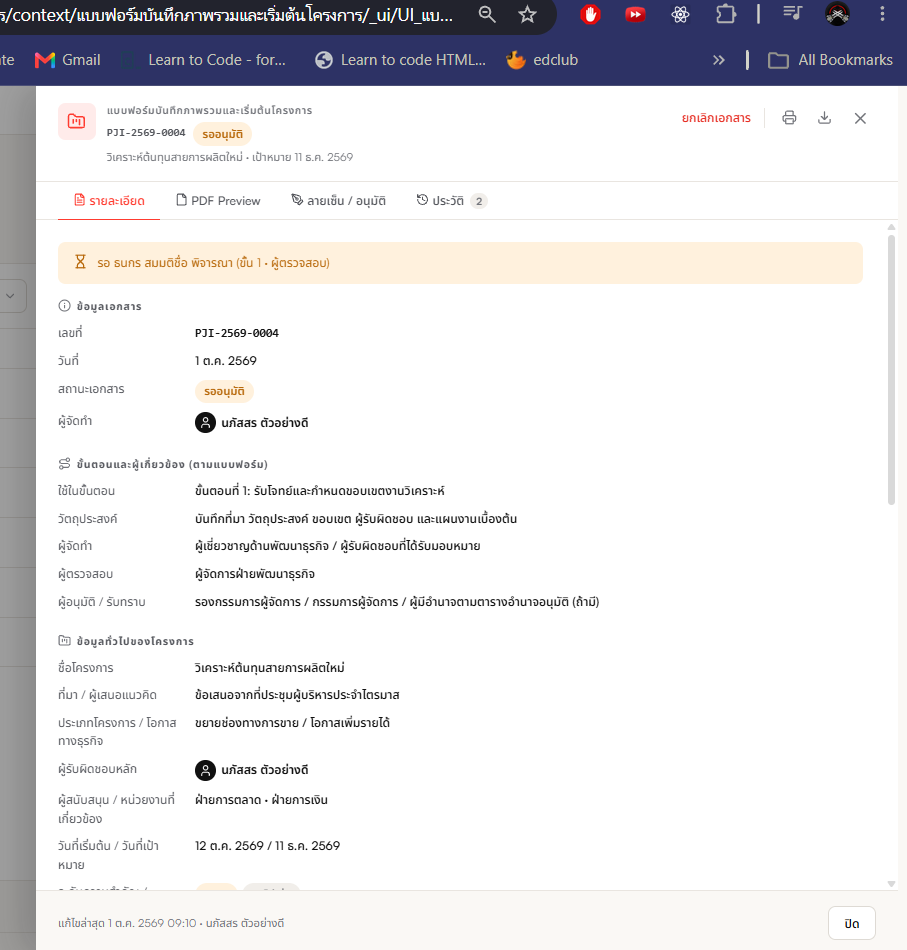 s/context/แบบฟอร์มบันทึกภาพรวมและเริ่มต้นโครงการ/_ui/UI_แบ...
te Gmail Learn to Code - for... Learn to code HTML... edclub » All Bookmarks
แบบฟอร์มบันทึกภาพรวมและเริ่มต้นโครงการ
PJI-2569-0004 รออนุมัติ
วิเคราะห์ต้นทุนสายการผลิตใหม่ • เป้าหมาย 11 ธ.ค. 2569
ยกเลิกเอกสาร
รายละเอียด PDF Preview ลายเซ็น / อนุมัติ ประวัติ 2
รอ ธนกร สมมติชื่อ พิจารณา (ขั้น 1 • ผู้ตรวจสอบ)
ข้อมูลเอกสาร
เลขที่ PJI-2569-0004
วันที่ 1 ต.ค. 2569
สถานะเอกสาร รออนุมัติ
ผู้จัดทำ นภัสสร ตัวอย่างดี
ขั้นตอนและผู้เกี่ยวข้อง (ตามแบบฟอร์ม)
ใช้ในขั้นตอน ขั้นตอนที่ 1: รับโจทย์และกำหนดขอบเขตงานวิเคราะห์
วัตถุประสงค์ บันทึกที่มา วัตถุประสงค์ ขอบเขต ผู้รับผิดชอบ และแผนงานเบื้องต้น
ผู้จัดทำ ผู้เชี่ยวชาญด้านพัฒนาธุรกิจ / ผู้รับผิดชอบที่ได้รับมอบหมาย
ผู้ตรวจสอบ ผู้จัดการฝ่ายพัฒนาธุรกิจ
ผู้อนุมัติ / รับทราบ รองกรรมการผู้จัดการ / กรรมการผู้จัดการ / ผู้มีอำนาจตามตารางอำนาจอนุมัติ (ถ้ามี)
ข้อมูลทั่วไปของโครงการ
ชื่อโครงการ วิเคราะห์ต้นทุนสายการผลิตใหม่
ที่มา / ผู้เสนอแนวคิด ข้อเสนอจากที่ประชุมผู้บริหารประจำไตรมาส
ประเภทโครงการ / โอกาส ขยายช่องทางการขาย / โอกาสเพิ่มรายได้
ทางธุรกิจ
ผู้รับผิดชอบหลัก นภัสสร ตัวอย่างดี
ผู้สนับสนุน / หน่วยงานที่ ฝ่ายการตลาด • ฝ่ายการเงิน
เกี่ยวข้อง
วันที่เริ่มต้น / วันที่เป้า 12 ต.ค. 2569 / 11 ธ.ค. 2569
หมาย
แก้ไขล่าสุด 1 ต.ค. 2569 09:10 • นภัสสร ตัวอย่างดี
ปิด